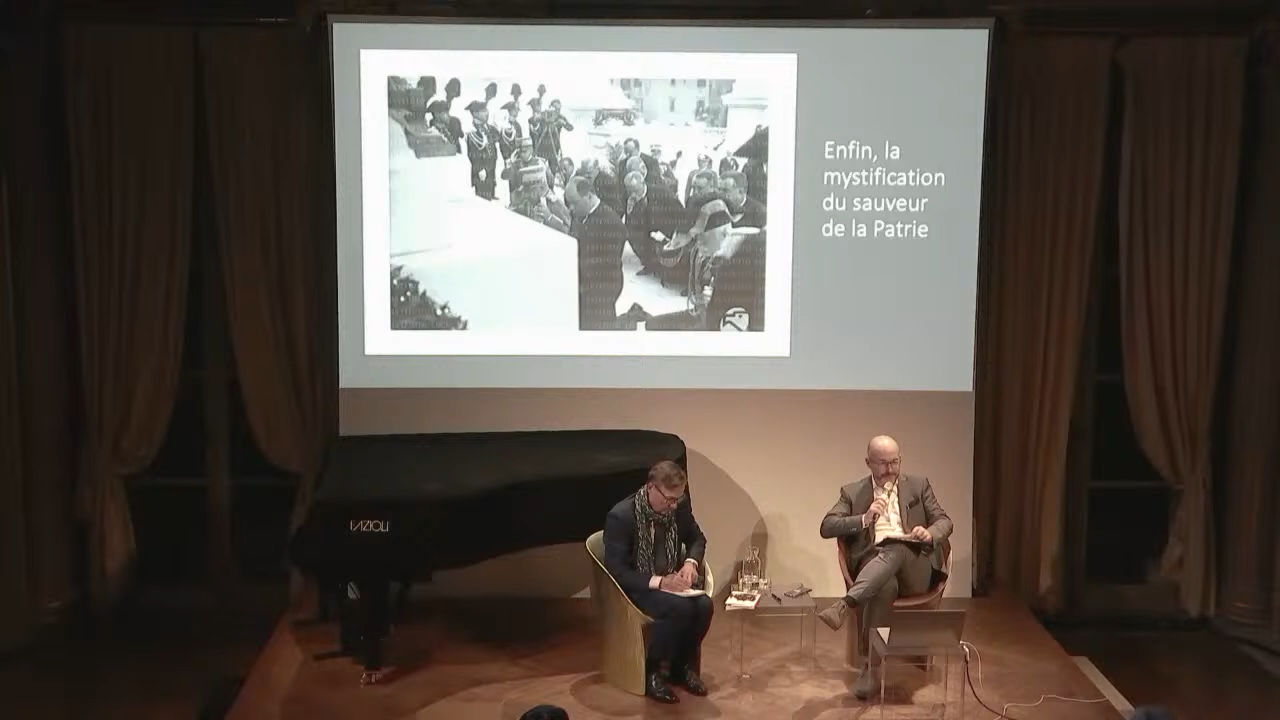 Enfin, la
mystification
du sauveur
de la Patrie
FAZIOLI